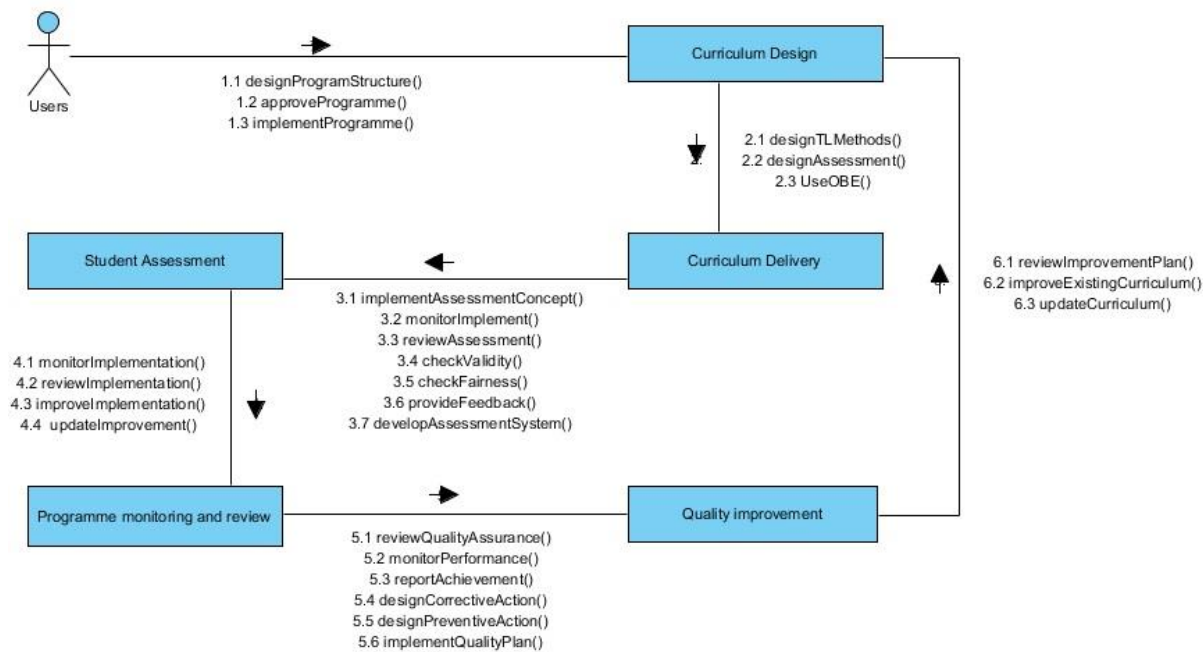 Users
1.1 designProgramStructure()
1.2 approveProgramme()
1.3 implementProgramme()
Curriculum Design
2.1 designTLMethods()
2.2 designAssessment()
2.3 UseOBE()
Student Assessment
Curriculum Delivery
3.1 implementAssessmentConcept()
3.2 monitorImplement()
3.3 reviewAssessment()
3.4 checkValidity()
3.5 checkFairness()
3.6 provideFeedback()
3.7 developAssessmentSystem()
6.1 reviewImprovementPlan()
6.2 improveExistingCurriculum()
6.3 updateCurriculum()
4.1 monitorImplementation()
4.2 reviewImplementation()
4.3 improveImplementation()
4.4 updateImprovement()
Programme monitoring and review
Quality improvement
5.1 reviewQualityAssurance()
5.2 monitorPerformance()
5.3 reportAchievement()
5.4 designCorrectiveAction()
5.5 designPreventiveAction()
5.6 implementQualityPlan()